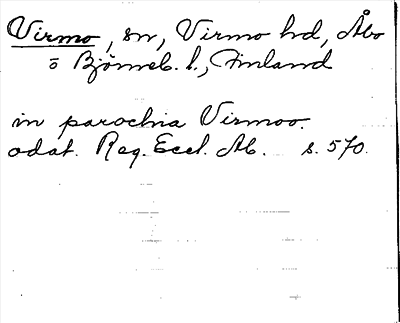 Virmo, sn, Virmo hd, Åbo
o Björneb. l., Finland
in parochia Virmoo.
odat. Reg. Eccl. Ab. s. 570.